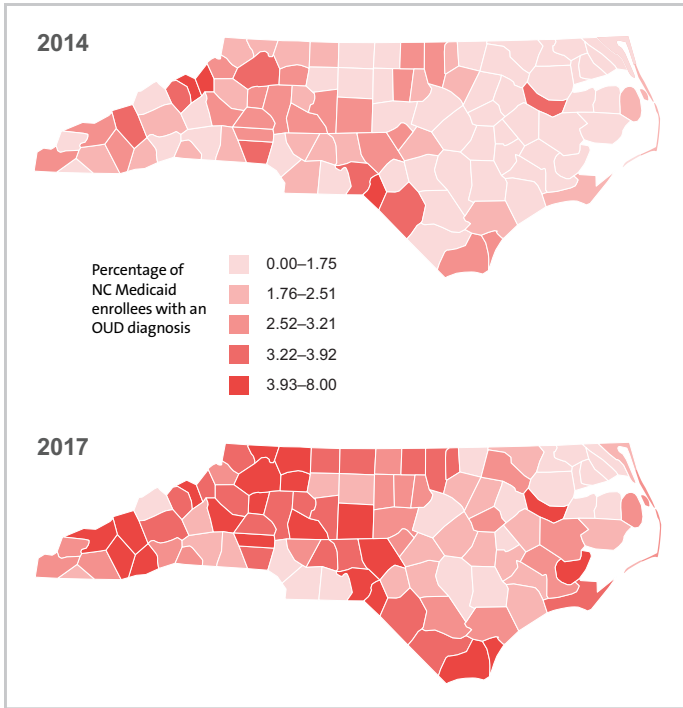 2014
Percentage of
NC Medicaid
enrollees with an
OUD diagnosis
0.00–1.75
1.76–2.51
2.52–3.21
3.22–3.92
3.93–8.00
2017